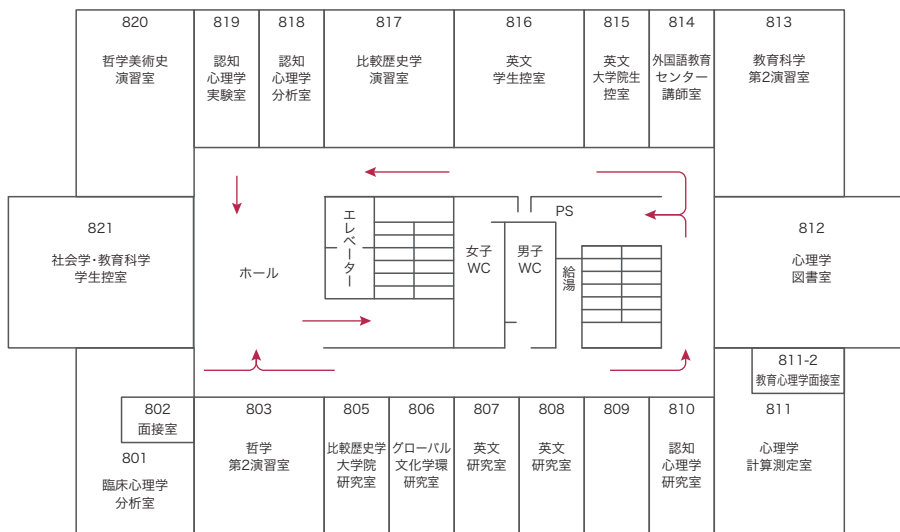 820
哲学美術史
演習室
819
認知
心理学
実験室
818
認知
心理学
分析室
817
比較歴史学
演習室
816
英文
学生控室
815
英文
大学院生
控室
814
外国語教育
センター
講師室
813
教育科学
第2演習室
821
社会学・教育科学
学生控室
ホール
エレベーター
女子
WC
男子
WC
PS
給湯
812
心理学
図書室
811-2
教育心理学面接室
802
面接室
801
臨床心理学
分析室
803
哲学
第2演習室
805
比較歴史学
大学院
研究室
806
グローバル
文化学環
研究室
807
英文
研究室
808
英文
研究室
809
810
認知
心理学
研究室
811
心理学
計算測定室